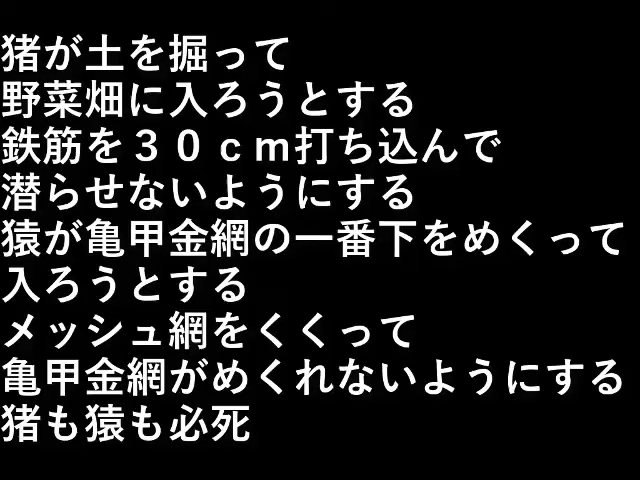 猪が土を掘って
野菜畑に入ろうとする
鉄筋を３０ｃｍ打ち込んで
潜らせないようにする
猿が亀甲金網の一番下をめくって
入ろうとする
メッシュ網をくくって
亀甲金網がめくれないようにする
猪も猿も必死